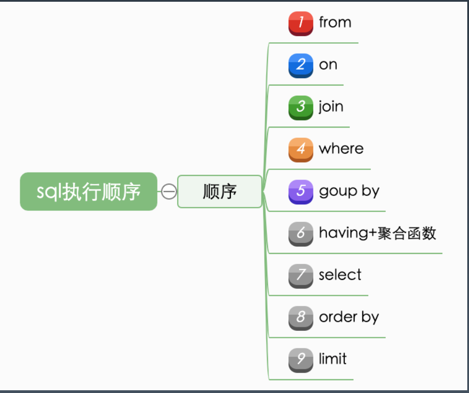 sql执行顺序
顺序
1 from
2 on
3 join
4 where
5 goup by
6 having+聚合函数
7 select
8 order by
9 limit